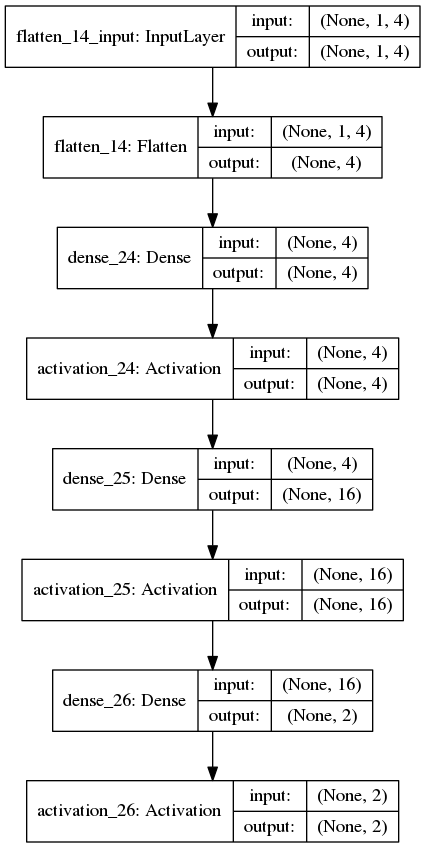 flatten_14_input: InputLayer
input: (None, 1, 4)
output: (None, 1, 4)
flatten_14: Flatten
input: (None, 1, 4)
output: (None, 4)
dense_24: Dense
input: (None, 4)
output: (None, 4)
activation_24: Activation
input: (None, 4)
output: (None, 4)
dense_25: Dense
input: (None, 4)
output: (None, 16)
activation_25: Activation
input: (None, 16)
output: (None, 16)
dense_26: Dense
input: (None, 16)
output: (None, 2)
activation_26: Activation
input: (None, 2)
output: (None, 2)